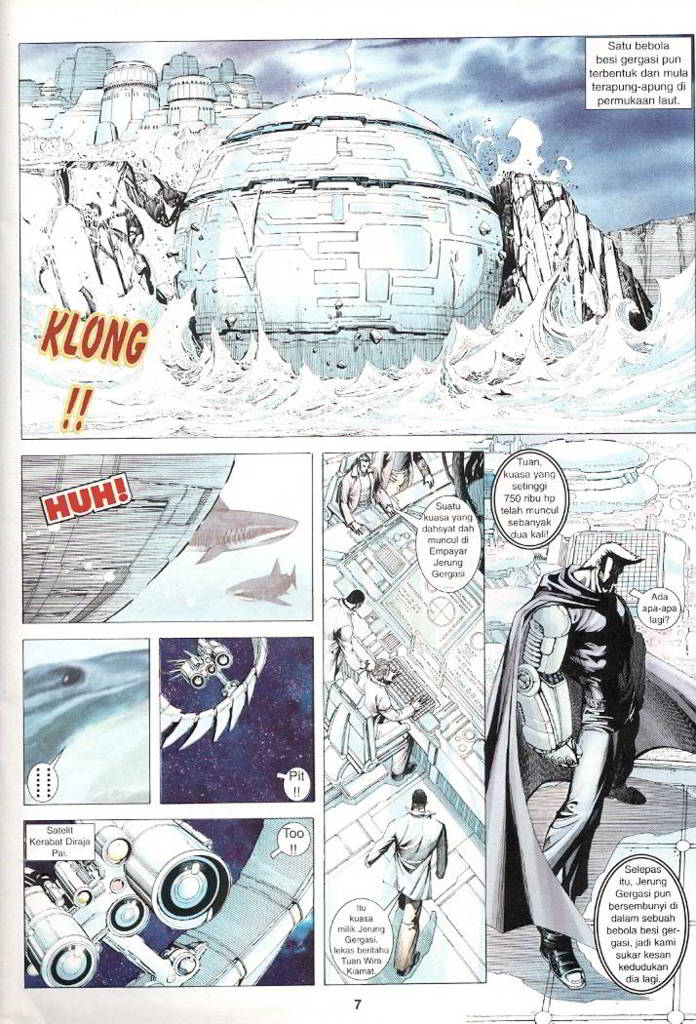 Satu bebola
besi gergasi pun
terbentuk dan mula
terapung-apung di
permukaan laut.
KLONG
!!
HUH!
Pit
!!
Satelit
Kerabat Diraja
Pai.
Too
!!
Suatu
kuasa yang
dahsyat dah
muncul di
Empayar
Jerung
Gergasi
Itu
kuasa
milik Jerung
Gergasi,
lekas beritahu
Tuan Wira
Kiamat.
Tuan,
kuasa yang
setinggi
750 ribu hp
telah muncul
sebanyak
dua kali!
Ada
apa-apa
lagi?
Selepas
itu, Jerung
Gergasi pun
bersembunyi di
dalam sebuah
bebola besi ger-
gasi, jadi kami
sukar kesan
kedudukan
dia lagi.
7